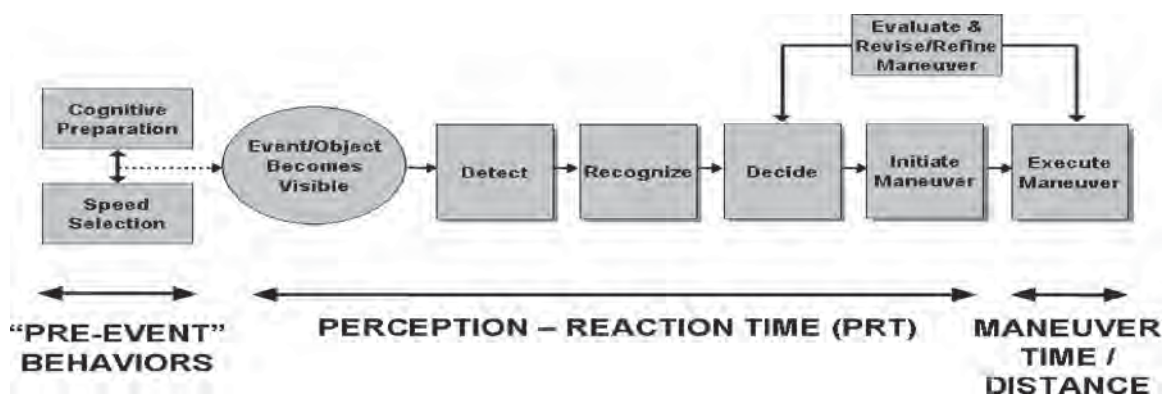 Evaluate &
Revise/Refine
Maneuver
Cognitive
Preparation
Speed
Selection
Event/Object
Becomes
Visible
Detect
Recognize
Decide
Initiate
Maneuver
Execute
Maneuver
“PRE-EVENT”
BEHAVIORS
PERCEPTION – REACTION TIME (PRT)
MANEUVER
TIME /
DISTANCE